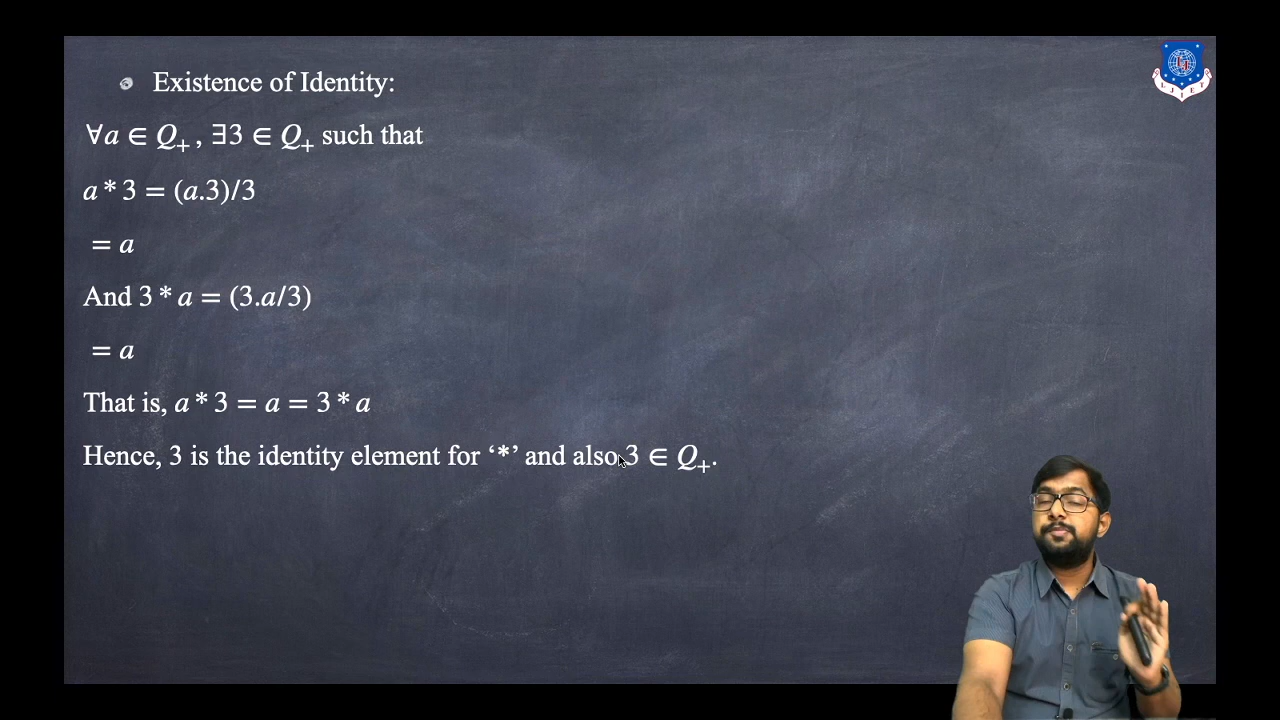 Existence of Identity:
∀a ∈ Q₊ , ∃3 ∈ Q₊ such that
a * 3 = (a.3)/3
= a
And 3 * a = (3.a/3)
= a
That is, a * 3 = a = 3 * a
Hence, 3 is the identity element for ‘*’ and also 3 ∈ Q₊.